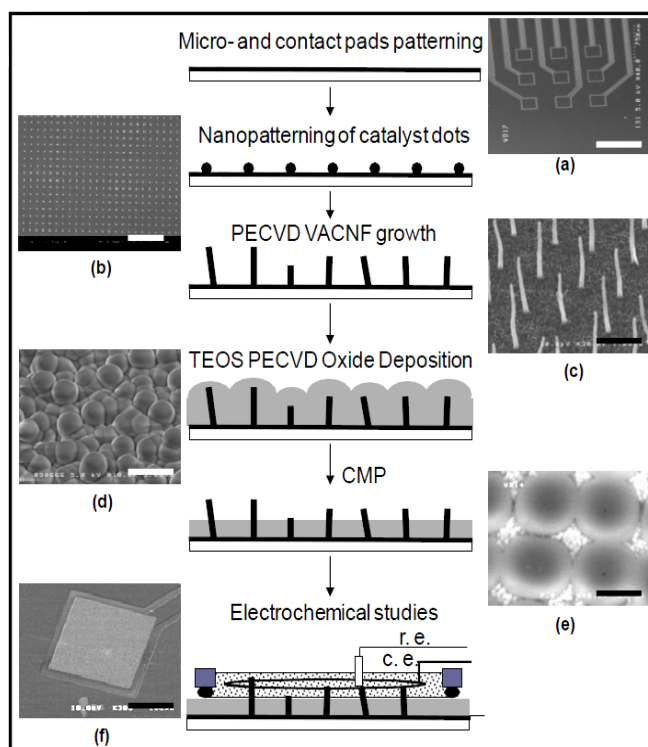 Micro- and contact pads patterning
(a)
Nanopatterning of catalyst dots
(b)
PECVD VACNF growth
(c)
TEOS PECVD Oxide Deposition
(d)
CMP
(e)
Electrochemical studies
r. e.
c. e.
(f)